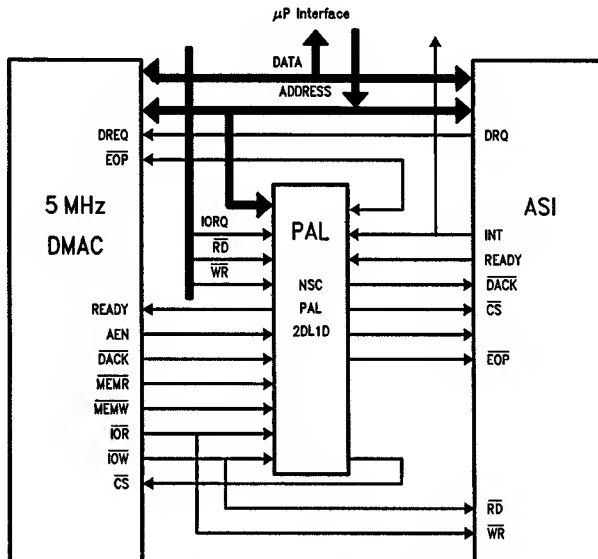 μP Interface
DATA
ADDRESS
DREQ
DRQ
EOP
5 MHz
DMAC
ASI
PAL
IORQ
INT
RD
READY
WR
NSC
DACK
READY
PAL
CS
AEN
2DL1D
DACK
EOP
MEMR
MEMW
IOR
IOW
CS
RD
WR